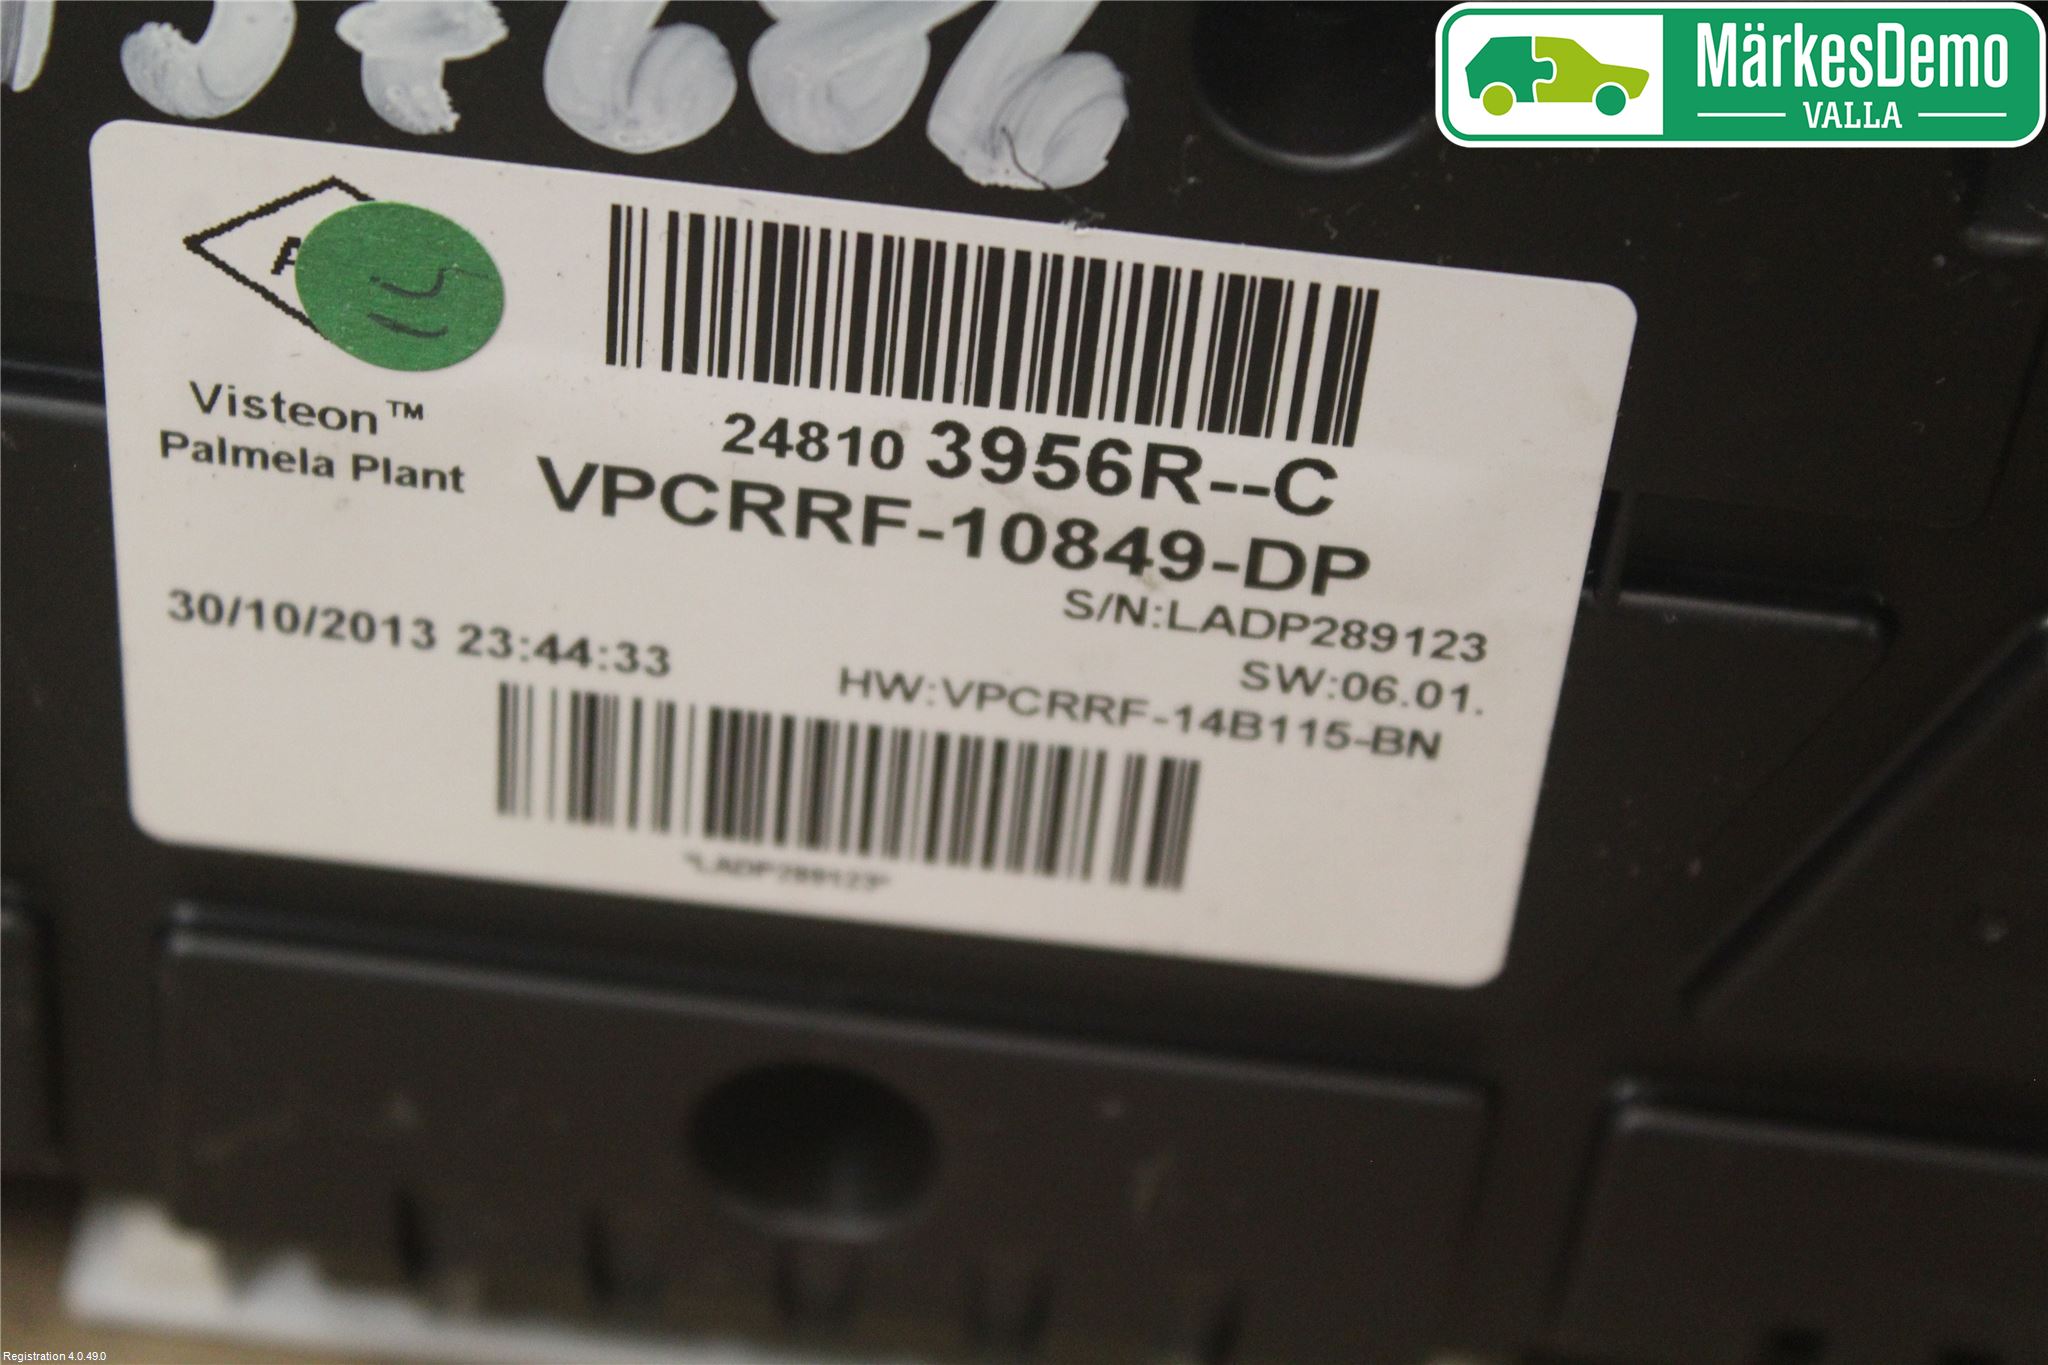 MärkesDemo
VALLA
Visteon™
Palmela Plant
24810 3956R--C
VPCRRF-10849-DP
S/N:LADP289123
30/10/2013 23:44:33
SW:06.01.
HW:VPCRRF-14B115-BN
*LADP289123*
Registration 4.0.49.0